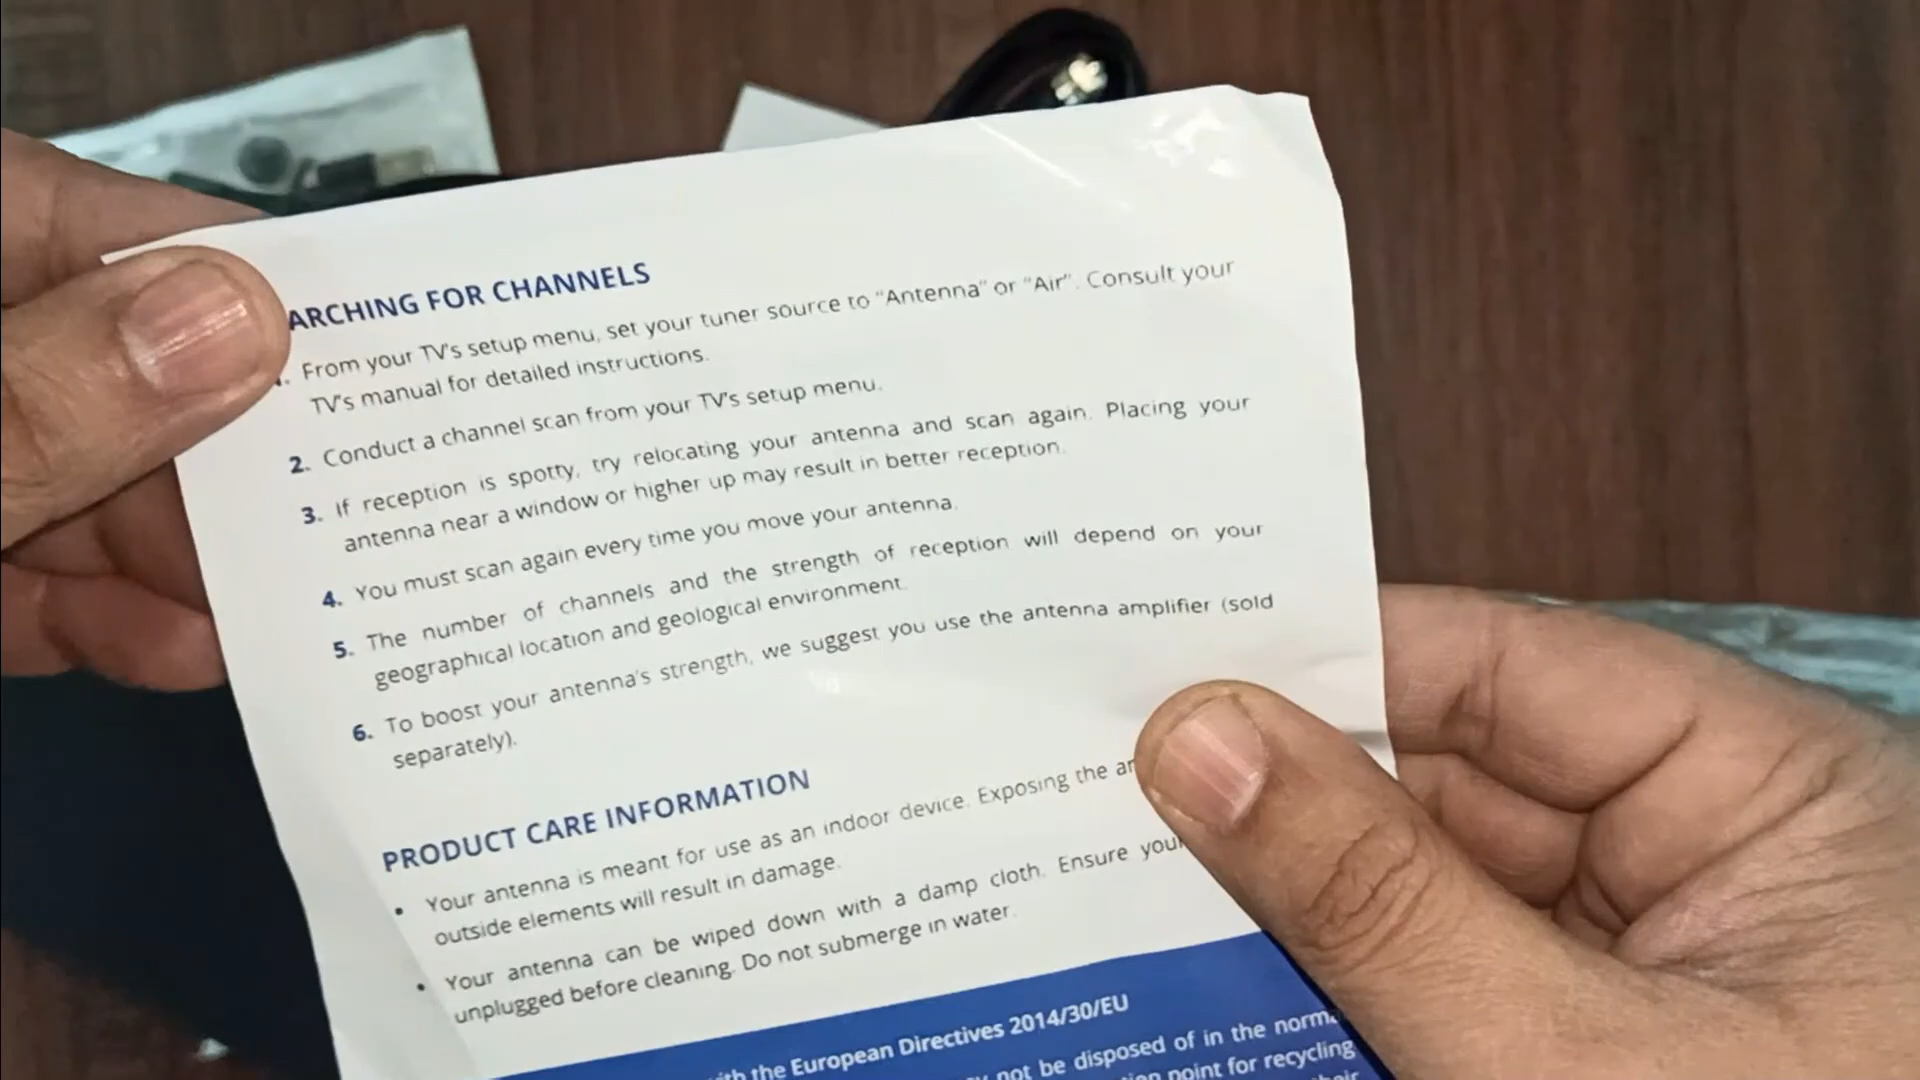 ARCHING FOR CHANNELS
From your TV's setup menu, set your tuner source to "Antenna" or "Air". Consult your
TV's manual for detailed instructions.
2. Conduct a channel scan from your TV's setup menu.
3. If reception is spotty, try relocating your antenna and scan again. Placing your
antenna near a window or higher up may result in better reception.
4. You must scan again every time you move your antenna.
5. The number of channels and the strength of reception will depend on your
geographical location and geological environment.
6. To boost your antenna's strength, we suggest you use the antenna amplifier (sold
separately).
PRODUCT CARE INFORMATION
• Your antenna is meant for use as an indoor device. Exposing the
outside elements will result in damage.
• Your antenna can be wiped down with a damp cloth. Ensure
unplugged before cleaning. Do not submerge in water.
the European Directives 2014/30/EU
not be disposed of in the
point for recycling